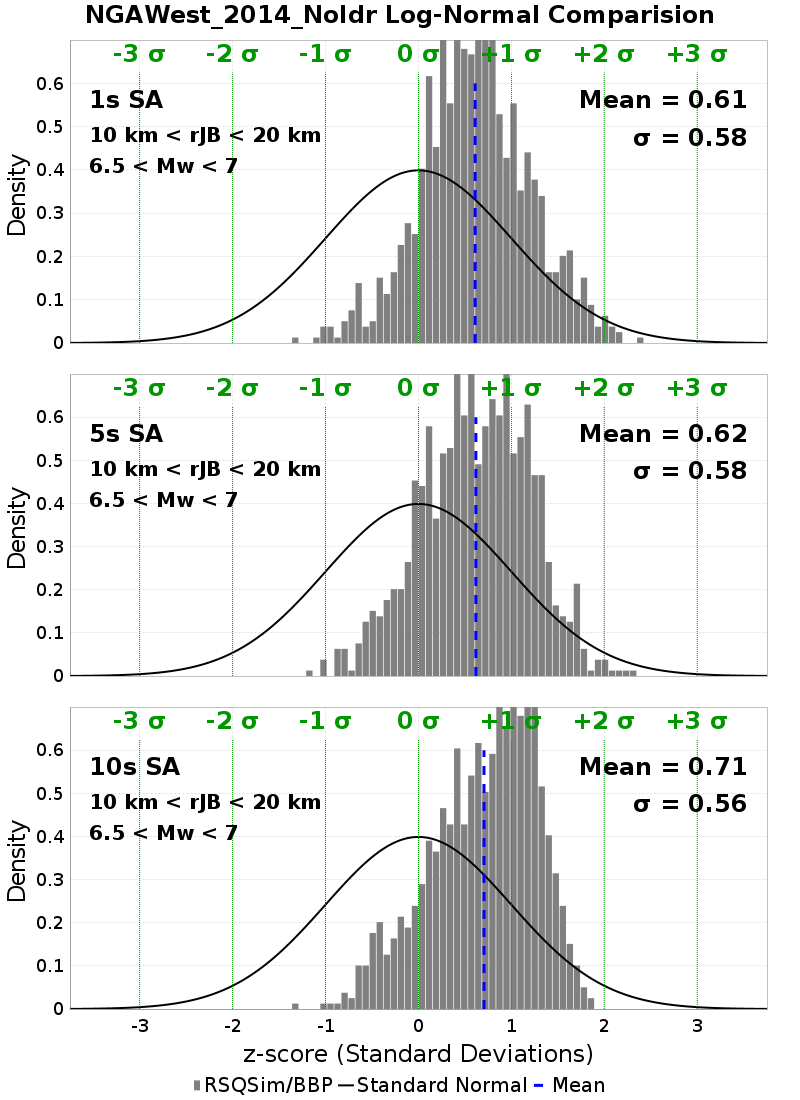 NGAWest_2014_NoIdr Log-Normal Comparision
-3 σ -2 σ -1 σ 0 σ +1 σ +2 σ +3 σ
1s SA
Mean = 0.61
10 km < rJB < 20 km
σ = 0.58
6.5 < Mw < 7
Density
0.6
0.5
0.4
0.3
0.2
0.1
0
-3 σ -2 σ -1 σ 0 σ +1 σ +2 σ +3 σ
5s SA
Mean = 0.62
10 km < rJB < 20 km
σ = 0.58
6.5 < Mw < 7
Density
0.6
0.5
0.4
0.3
0.2
0.1
0
-3 σ -2 σ -1 σ 0 σ +1 σ +2 σ +3 σ
10s SA
Mean = 0.71
10 km < rJB < 20 km
σ = 0.56
6.5 < Mw < 7
Density
0.6
0.5
0.4
0.3
0.2
0.1
0
-3 -2 -1 0 1 2 3
z-score (Standard Deviations)
RSQSim/BBP Standard Normal Mean